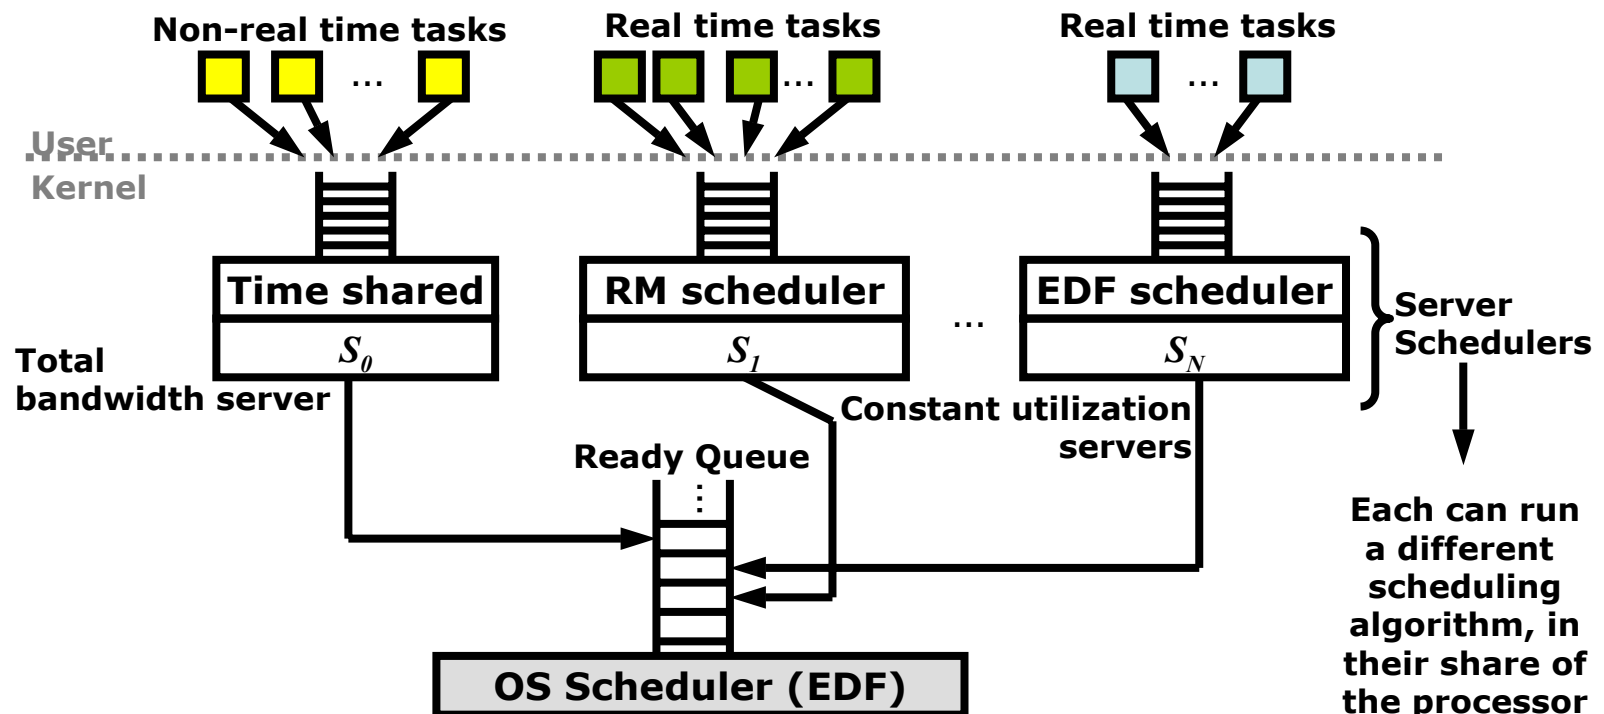 Non-real time tasks
Real time tasks
Real time tasks
...
...
...
User
Kernel
Time shared
RM scheduler
EDF scheduler
S0
S1
...
SN
Server
Schedulers
Total
bandwidth server
Constant utilization
servers
Ready Queue
...
Each can run
a different
scheduling
algorithm, in
their share of
the processor
OS Scheduler (EDF)